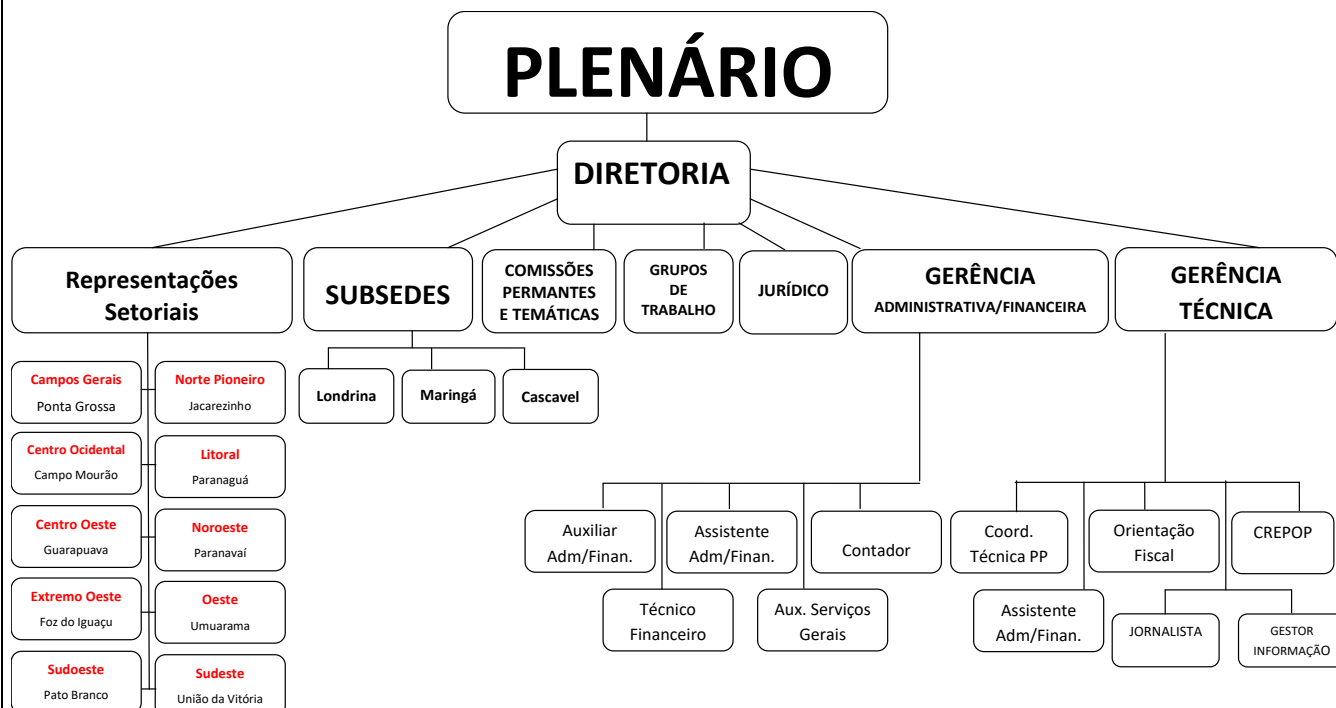 PLENÁRIO
DIRETORIA
Representações
Setoriais
SUBSEDES
COMISSÕES
PERMANTES
E TEMÁTICAS
GRUPOS
DE
TRABALHO
JURÍDICO
GERÊNCIA
ADMINISTRATIVA/FINANCEIRA
GERÊNCIA
TÉCNICA
Campos Gerais
Ponta Grossa
Norte Pioneiro
Jacarezinho
Centro Ocidental
Campo Mourão
Litoral
Paranaguá
Centro Oeste
Guarapuava
Noroeste
Paranavaí
Extremo Oeste
Foz do Iguaçu
Oeste
Umuarama
Sudoeste
Pato Branco
Sudeste
União da Vitória
Londrina
Maringá
Cascavel
Auxiliar
Adm/Finan.
Assistente
Adm/Finan.
Contador
Técnico
Financeiro
Aux. Serviços
Gerais
Coord.
Técnica PP
Orientação
Fiscal
CREPOP
Assistente
Adm/Finan.
JORNALISTA
GESTOR
INFORMAÇÃO